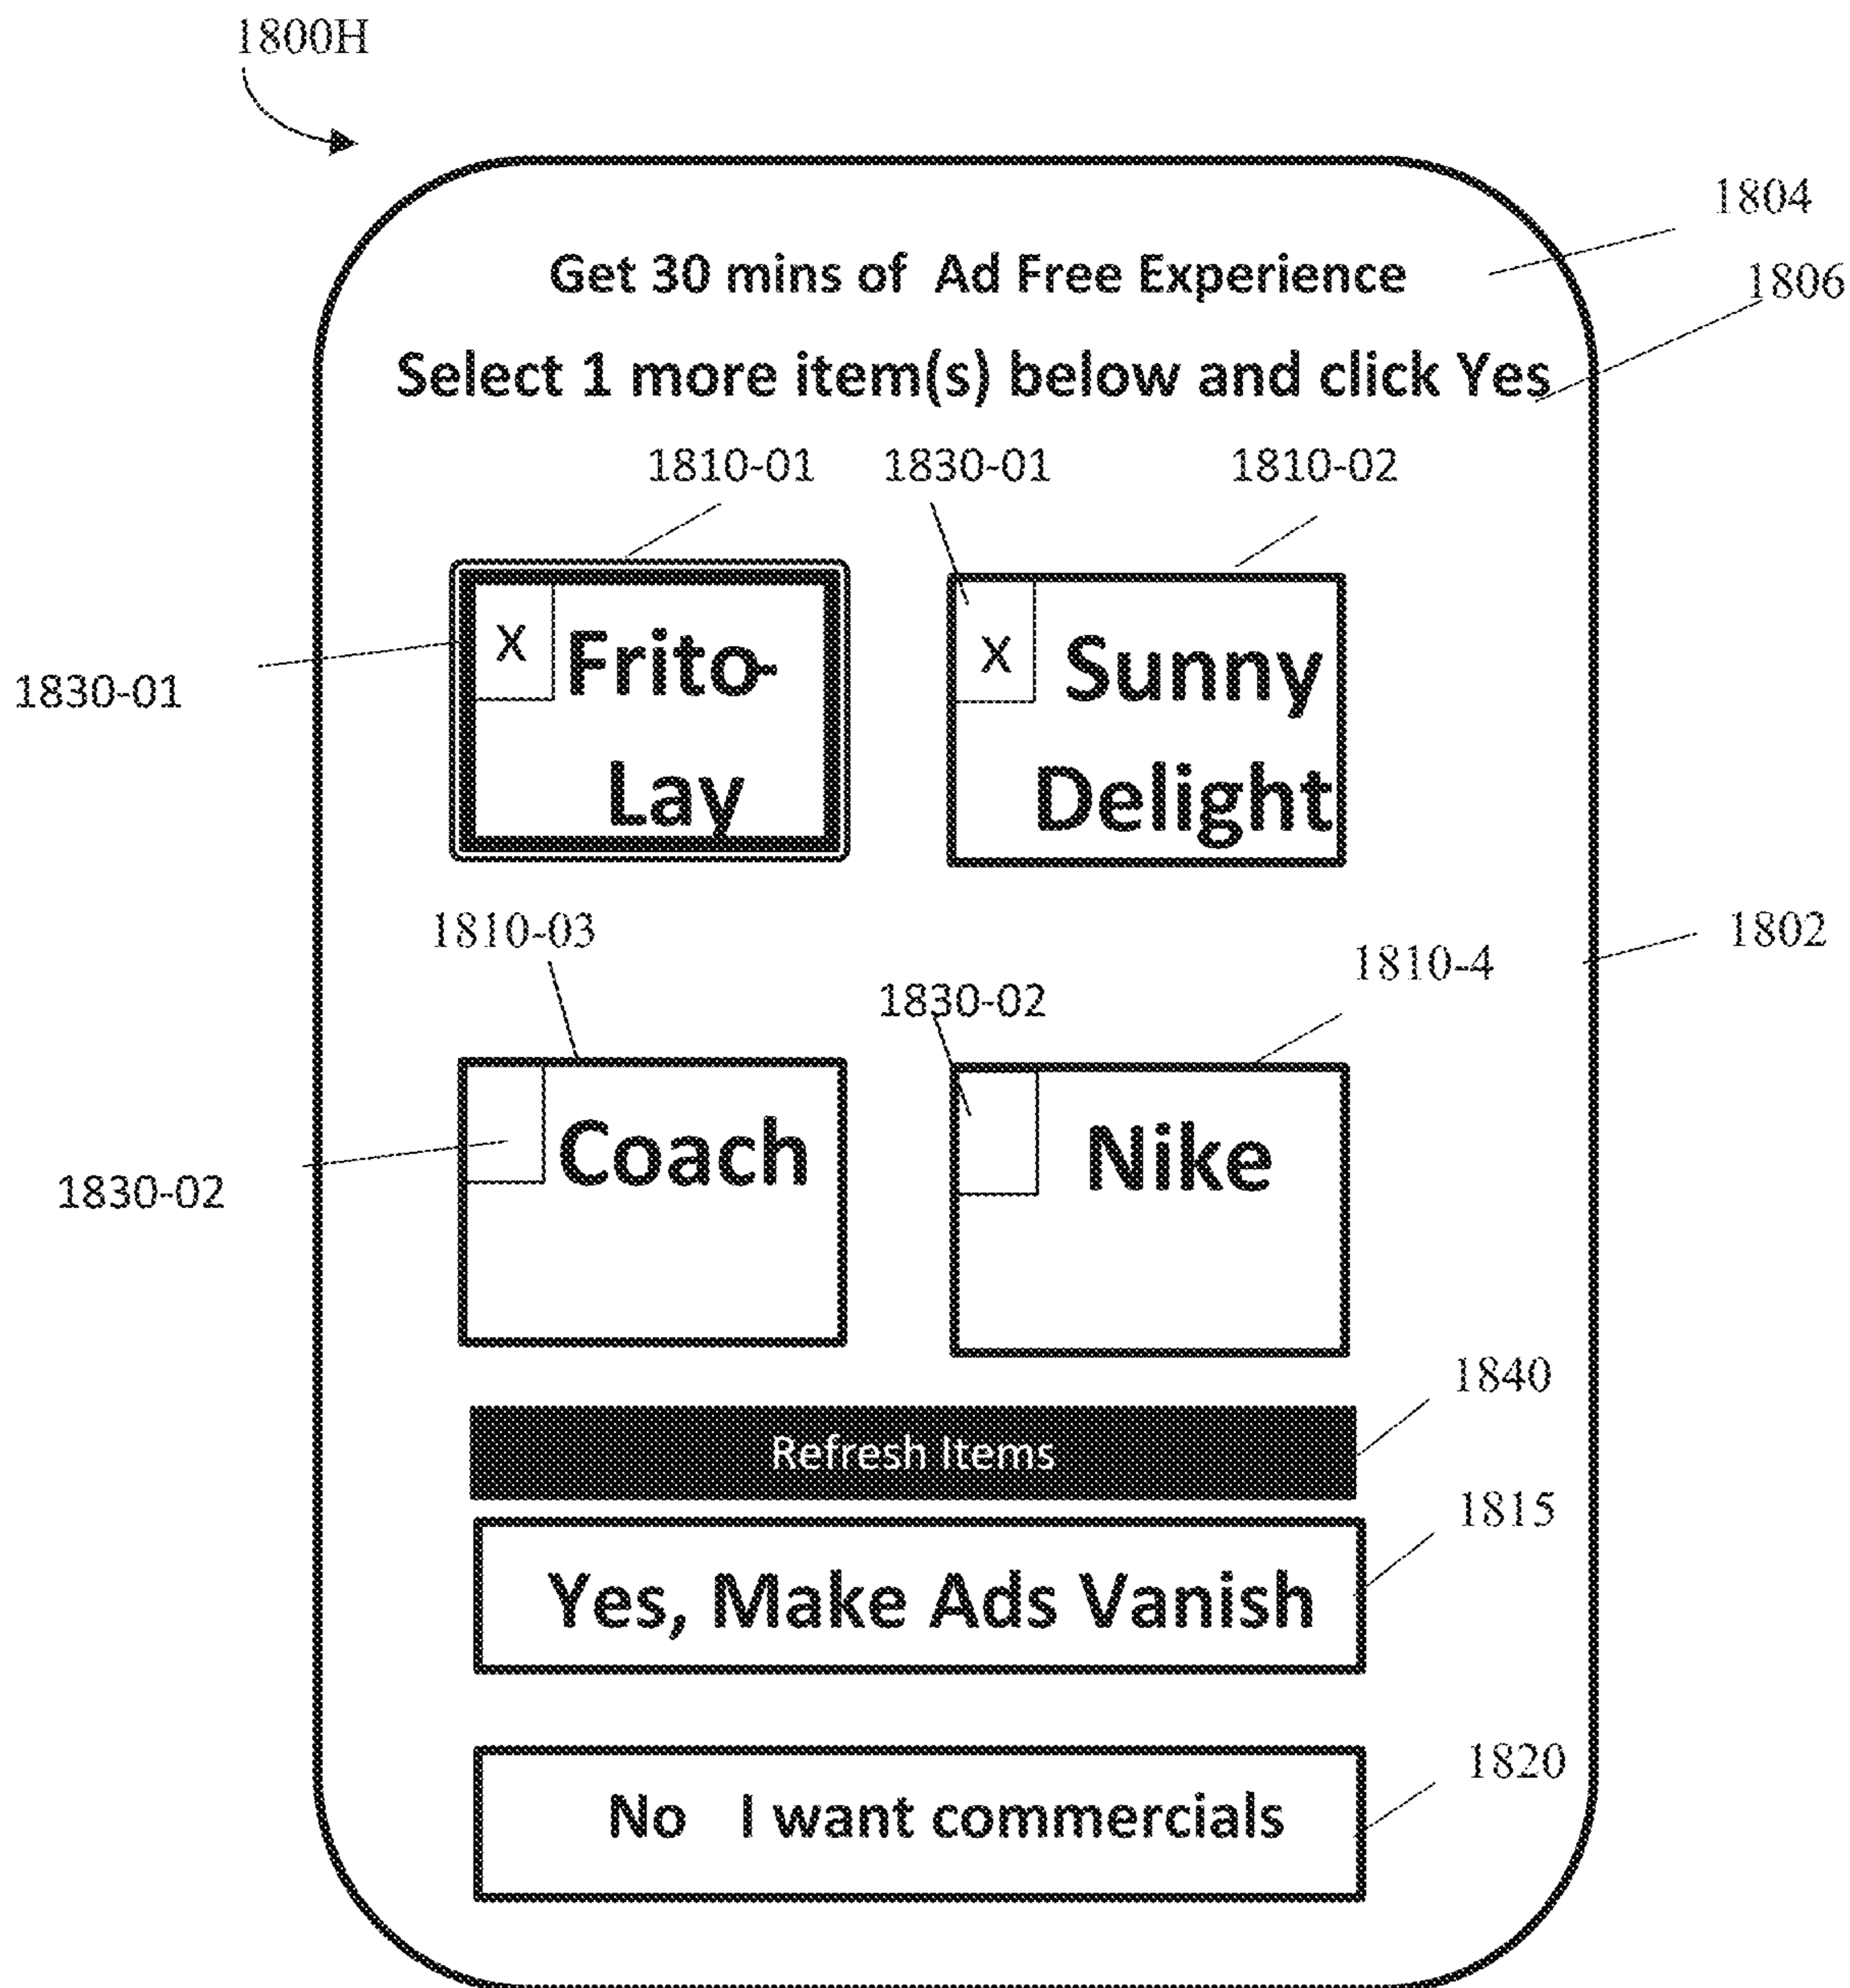 1800H
1804
Get 30 mins of Ad Free Experience
1806
Select 1 more item(s) below and click Yes
1810-01 1830-01 1810-02
X Frito-
Lay
X Sunny
Delight
1830-01
1810-03
1802
1810-4
1830-02
Coach
Nike
1830-02
1840
Refresh Items
1815
Yes, Make Ads Vanish
1820
No I want commercials